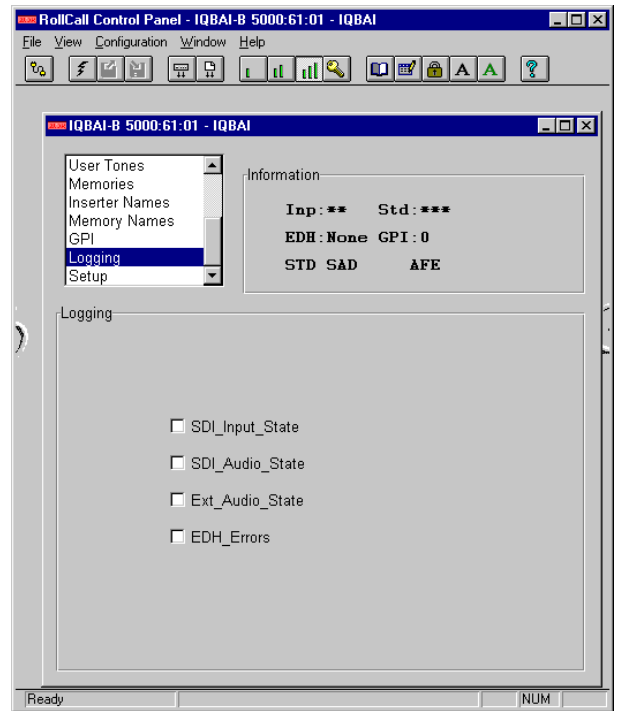 RollCall Control Panel - IQBAI-B 5000:61:01 - IQBAI
File View Configuration Window Help
A A ?
IQBAI-B 5000:61:01 - IQBAI
User Tones
Memories
Inserter Names
Memory Names
GPI
Logging
Setup
Information
Inp:** Std:***
EDH:None GPI:0
STD SAD AFE
Logging
SDI_Input_State
SDI_Audio_State
Ext_Audio_State
EDH_Errors
Ready NUM